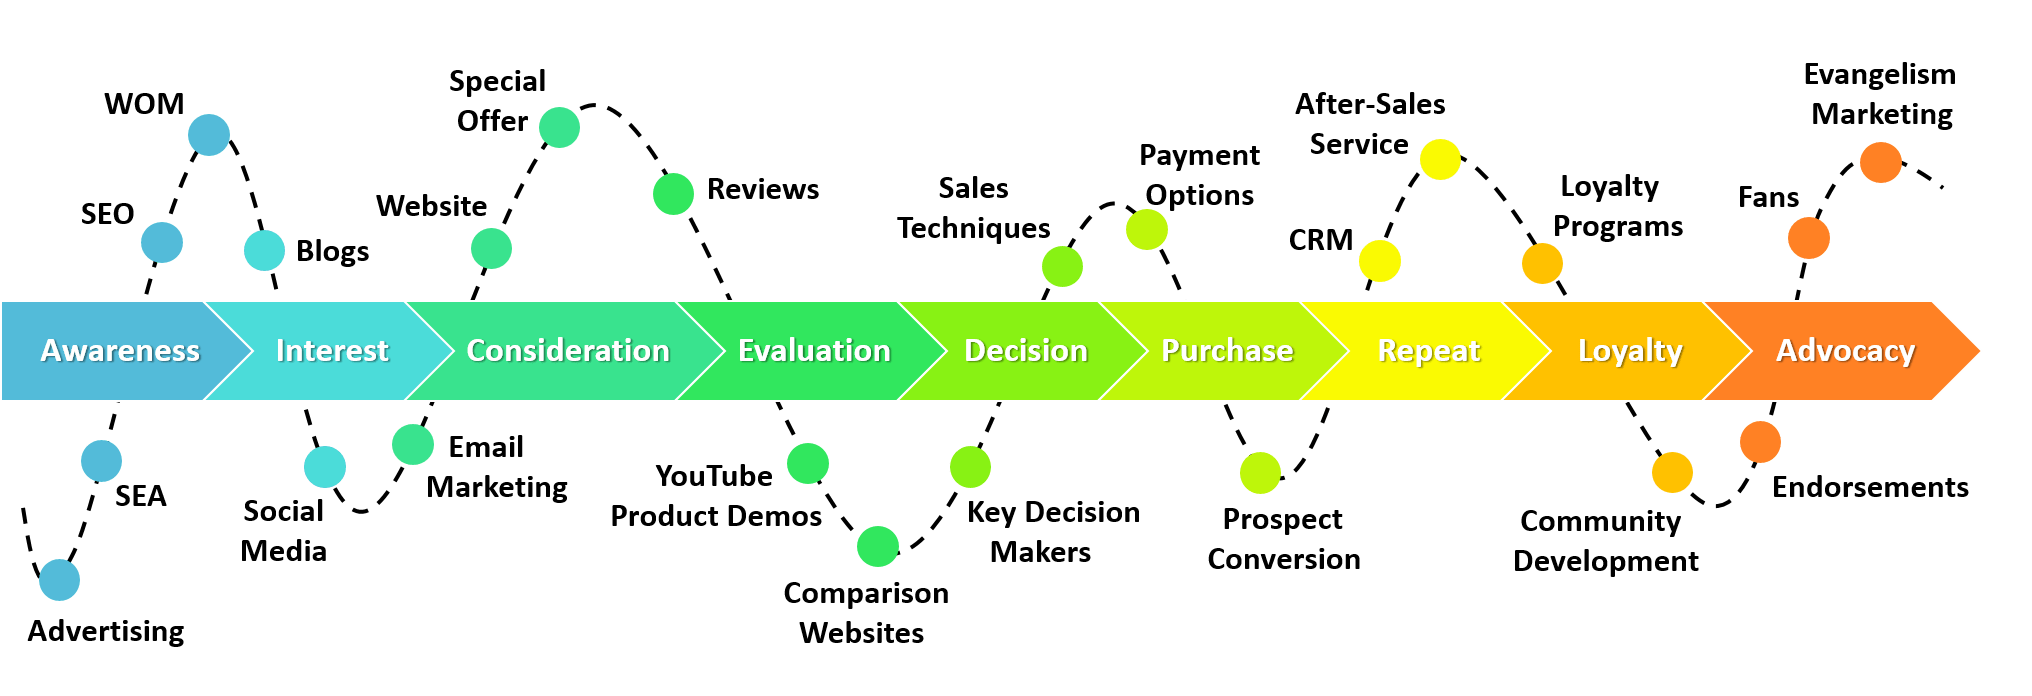 WOM
SEO
Blogs
Website
Special
Offer
Reviews
Sales
Techniques
Payment
Options
After-Sales
Service
CRM
Loyalty
Programs
Fans
Evangelism
Marketing
Awareness
Interest
Consideration
Evaluation
Decision
Purchase
Repeat
Loyalty
Advocacy
Advertising
SEA
Social
Media
Email
Marketing
YouTube
Product Demos
Comparison
Websites
Key Decision
Makers
Prospect
Conversion
Community
Development
Endorsements